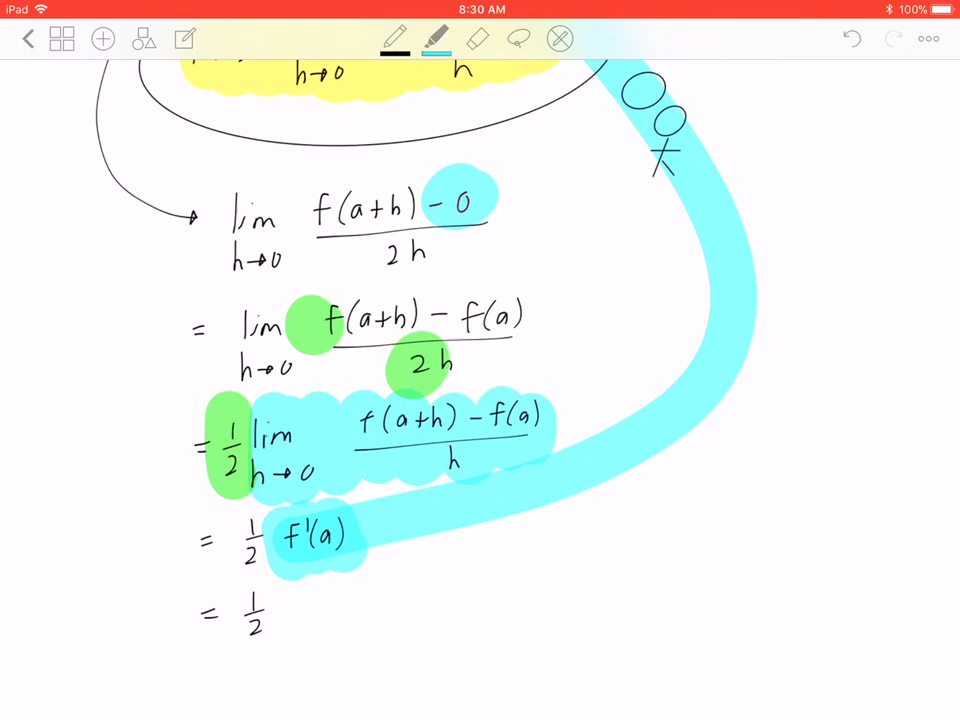 iPad 8:30 AM 100%
h→0 h
lim f(a+h) - 0
h→0 2h
= lim f(a+h) - f(a)
h→0 2h
= 1/2 lim f(a+h) - f(a)
h→0 h
= 1/2 f'(a)
= 1/2